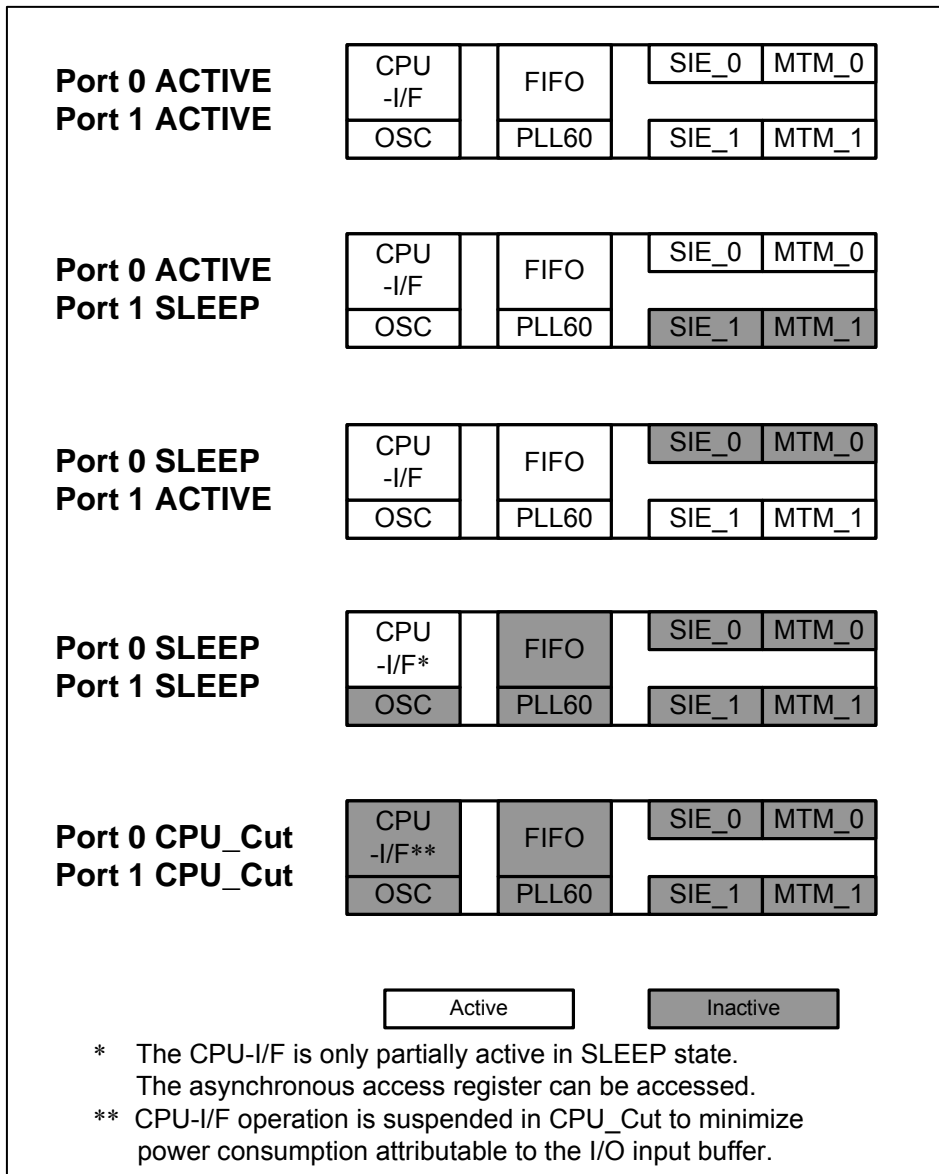 Port 0 ACTIVE
Port 1 ACTIVE
CPU
-I/F
OSC
FIFO
PLL60
SIE_0 MTM_0
SIE_1 MTM_1
Port 0 ACTIVE
Port 1 SLEEP
CPU
-I/F
OSC
FIFO
PLL60
SIE_0 MTM_0
SIE_1 MTM_1
Port 0 SLEEP
Port 1 ACTIVE
CPU
-I/F
OSC
FIFO
PLL60
SIE_0 MTM_0
SIE_1 MTM_1
Port 0 SLEEP
Port 1 SLEEP
CPU
-I/F*
OSC
FIFO
PLL60
SIE_0 MTM_0
SIE_1 MTM_1
Port 0 CPU_Cut
Port 1 CPU_Cut
CPU
-I/F**
OSC
FIFO
PLL60
SIE_0 MTM_0
SIE_1 MTM_1
Active
Inactive
* The CPU-I/F is only partially active in SLEEP state.
The asynchronous access register can be accessed.
** CPU-I/F operation is suspended in CPU_Cut to minimize
power consumption attributable to the I/O input buffer.